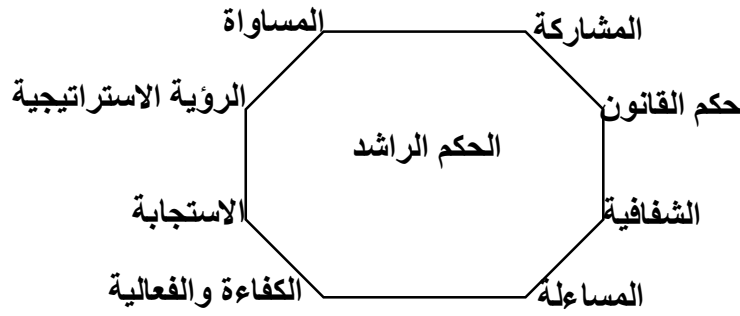 المشاركة
المساواة
حكم القانون
الرؤية الاستراتيجية
الحكم الراشد
الشفافية
الاستجابة
المساءلة
الكفاءة والفعالية